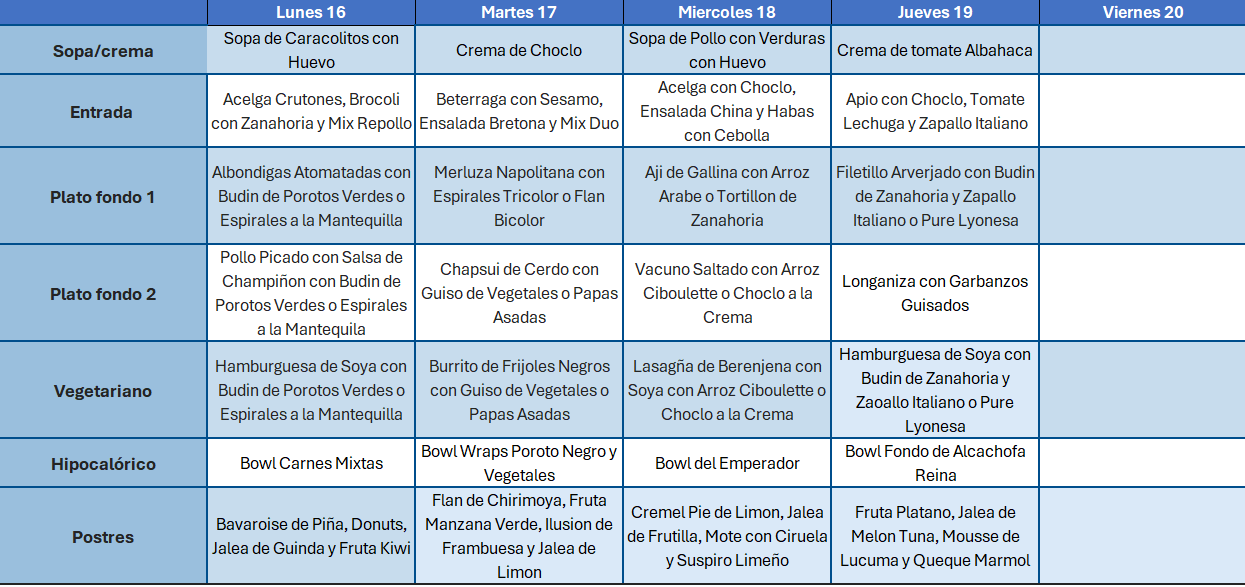 Lunes 16
Martes 17
Miercoles 18
Jueves 19
Viernes 20
Sopa/crema
Sopa de Caracolitos con
Huevo
Crema de Choclo
Sopa de Pollo con Verduras
con Huevo
Crema de tomate Albahaca
Entrada
Acelga Crutones, Brocoli
con Zanahoria y Mix Repollo
Beterraga con Sesamo,
Ensalada Bretona y Mix Duo
Acelga con Choclo,
Ensalada China y Habas
con Cebolla
Apio con Choclo, Tomate
Lechuga y Zapallo Italiano
Plato fondo 1
Albondigas Atomatadas con
Budin de Porotos Verdes o
Espirales a la Mantequilla
Merluza Napolitana con
Espirales Tricolor o Flan
Bicolor
Aji de Gallina con Arroz
Arabe o Tortillon de
Zanahoria
Filetillo Arverjado con Budin
de Zanahoria y Zapallo
Italiano o Pure Lyonesa
Plato fondo 2
Pollo Picado con Salsa de
Champiñon con Budin de
Porotos Verdes o Espirales
a la Mantequila
Chapsui de Cerdo con
Guiso de Vegetales o Papas
Asadas
Vacuno Saltado con Arroz
Ciboulette o Choclo a la
Crema
Longaniza con Garbanzos
Guisados
Vegetariano
Hamburguesa de Soya con
Budin de Porotos Verdes o
Espirales a la Mantequilla
Burrito de Frijoles Negros
con Guiso de Vegetales o
Papas Asadas
Lasagña de Berenjena con
Soya con Arroz Ciboulette o
Choclo a la Crema
Hamburguesa de Soya con
Budin de Zanahoria y
Zaoallo Italiano o Pure
Lyonesa
Hipocalórico
Bowl Carnes Mixtas
Bowl Wraps Poroto Negro y
Vegetales
Bowl del Emperador
Bowl Fondo de Alcachofa
Reina
Postres
Bavaroise de Piña, Donuts,
Jalea de Guinda y Fruta Kiwi
Flan de Chirimoya, Fruta
Manzana Verde, Ilusion de
Frambuesa y Jalea de
Limon
Cremel Pie de Limon, Jalea
de Frutilla, Mote con Ciruela
y Suspiro Limeño
Fruta Platano, Jalea de
Melon Tuna, Mousse de
Lucuma y Queque Marmol